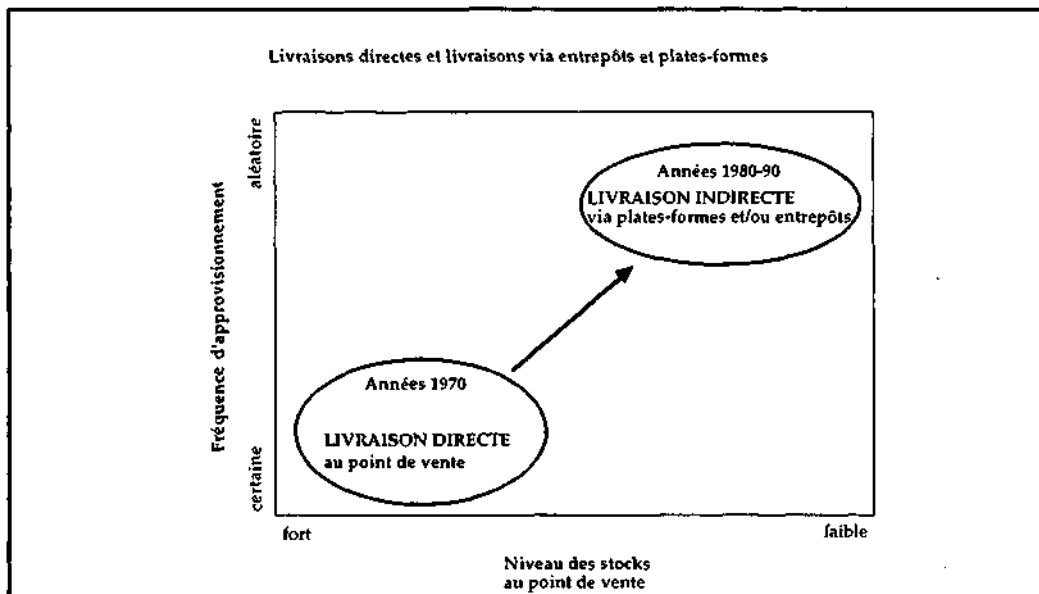 Livraisons directes et livraisons via entrepôts et plates-formes
Fréquence d'approvisionnement
aléatoire
certaine
Années 1980-90
LIVRAISON INDIRECTE
via plates-formes et/ou entrepôts
Années 1970
LIVRAISON DIRECTE
au point de vente
fort
faible
Niveau des stocks
au point de vente